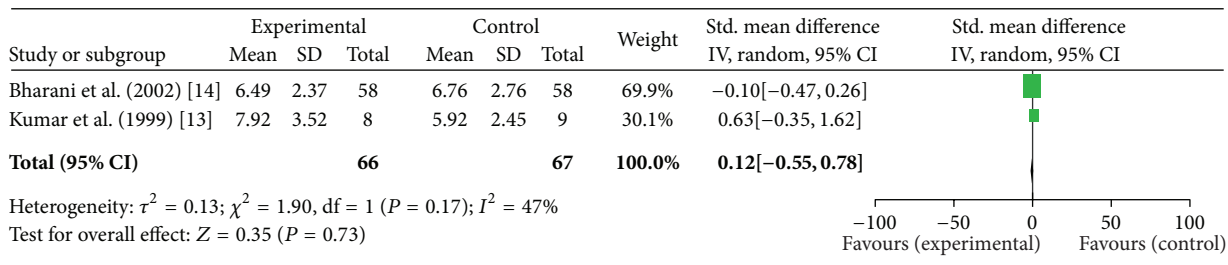 Experimental Control Std. mean difference Std. mean difference
Study or subgroup Mean SD Total Mean SD Total Weight IV, random, 95% CI IV, random, 95% CI
Bharani et al. (2002) [14] 6.49 2.37 58 6.76 2.76 58 69.9% −0.10[−0.47, 0.26]
Kumar et al. (1999) [13] 7.92 3.52 8 5.92 2.45 9 30.1% 0.63[−0.35, 1.62]
Total (95% CI) 66 67 100.0% 0.12[−0.55, 0.78]
Heterogeneity: τ² = 0.13; χ² = 1.90, df = 1 (P = 0.17); I² = 47%
Test for overall effect: Z = 0.35 (P = 0.73)
−100 −50 0 50 100
Favours (experimental) Favours (control)